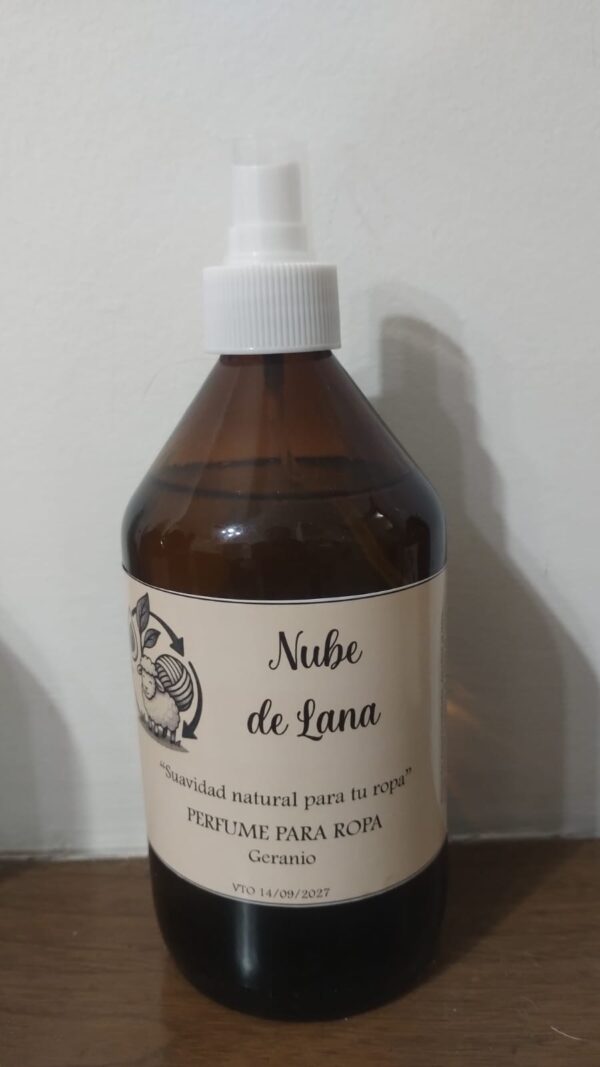 Nube
de Lana
“Suavidad natural para tu ropa”
PERFUME PARA ROPA
Geranio
VTO 14/09/2027